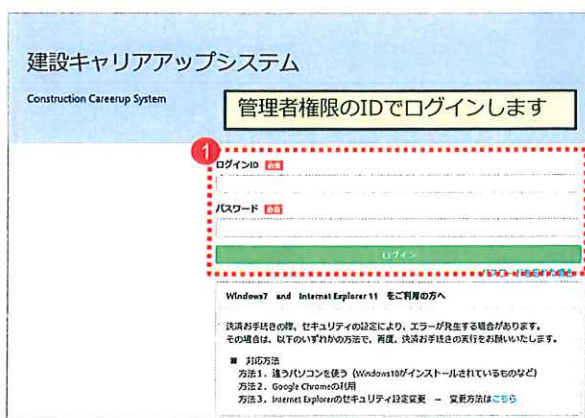 建設キャリアアップシステム
Construction Careerup System
管理者権限のIDでログインします
1
ログインID 必須
パスワード 必須
ログイン
Windows7 and Internet Explorer 11 をご利用の方へ
決済お手続きの際、セキュリティの設定により、エラーが発生する場合があります。
その場合は、以下のいずれかの方法で、再度、決済お手続きの実行をお願いいたします。
■ 対応方法
方法1．違うパソコンを使う（Windows10がインストールされているものなど）
方法2．Google Chromeの利用
方法3．Internet Explorerのセキュリティ設定変更 － 変更方法はこちら